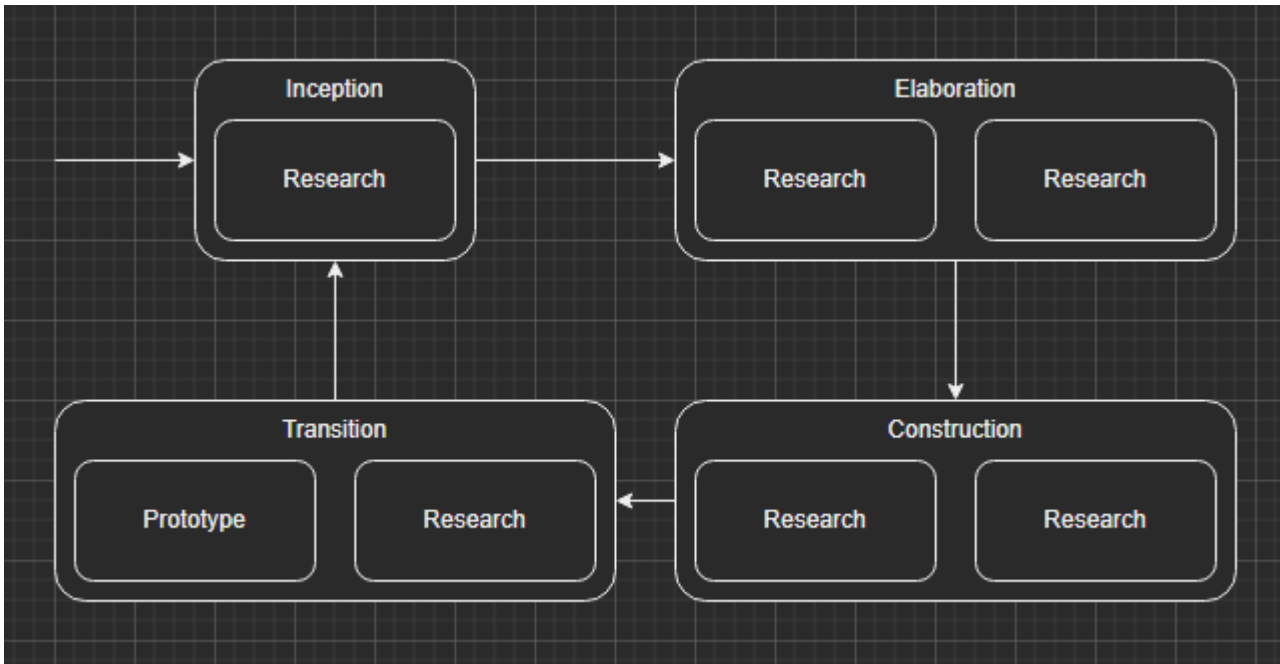 Inception
Research
Elaboration
Research
Research
Transition
Prototype
Research
Construction
Research
Research